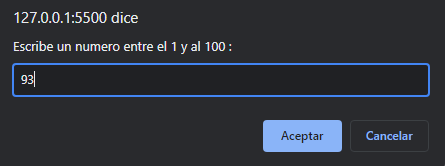 127.0.0.1:5500 dice
Escribe un numero entre el 1 y al 100 :
93
Aceptar
Cancelar